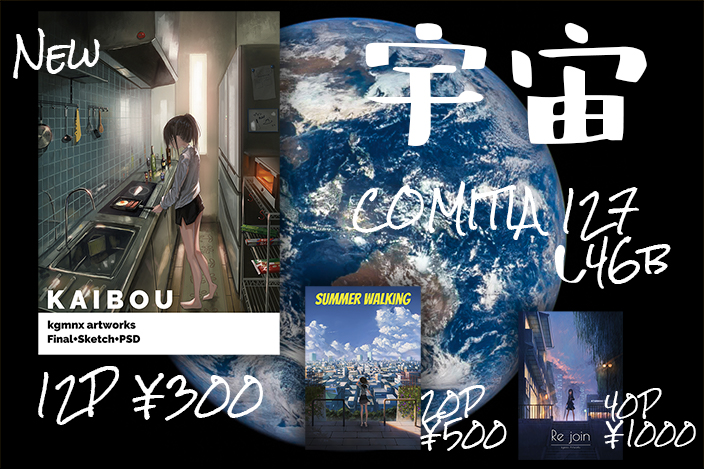 New
宇宙
COMITIA 127
L46b
KAIBOU
kgmnx artworks
Final+Sketch+PSD
12P ¥300
SUMMER WALKING
20P
¥500
Re join
40P
¥1000